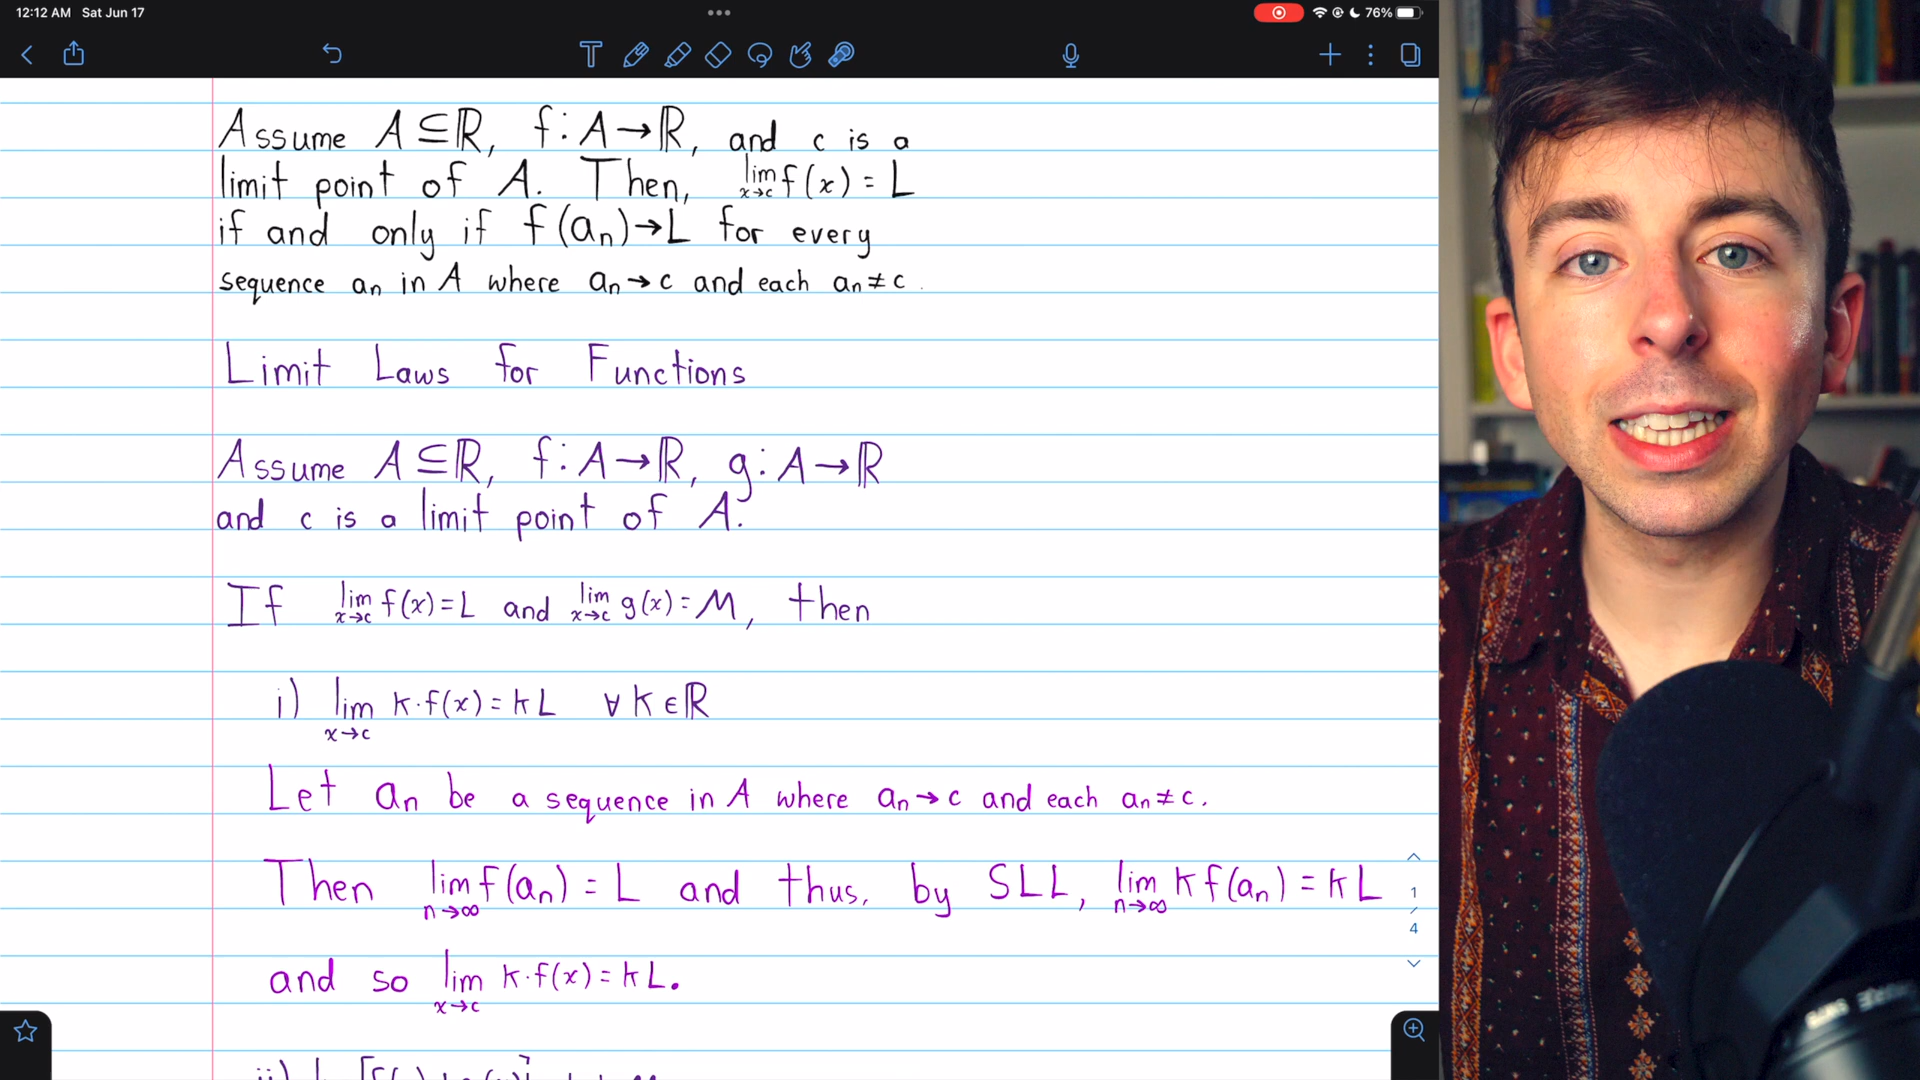 12:12 AM Sat Jun 17
76%
Assume A ⊆ ℝ, f: A → ℝ, and c is a
limit point of A. Then, lim x→c f(x) = L
if and only if f(aₙ) → L for every
sequence aₙ in A where aₙ → c and each aₙ ≠ c.
Limit Laws for Functions
Assume A ⊆ ℝ, f: A → ℝ, g: A → ℝ
and c is a limit point of A.
If lim x→c f(x) = L and lim x→c g(x) = M, then
i) lim x→c k·f(x) = kL ∀ k ∈ ℝ
Let aₙ be a sequence in A where aₙ → c and each aₙ ≠ c.
Then lim n→∞ f(aₙ) = L and thus, by SLL, lim n→∞ k f(aₙ) = kL
and so lim x→c k·f(x) = kL.
1
/
4